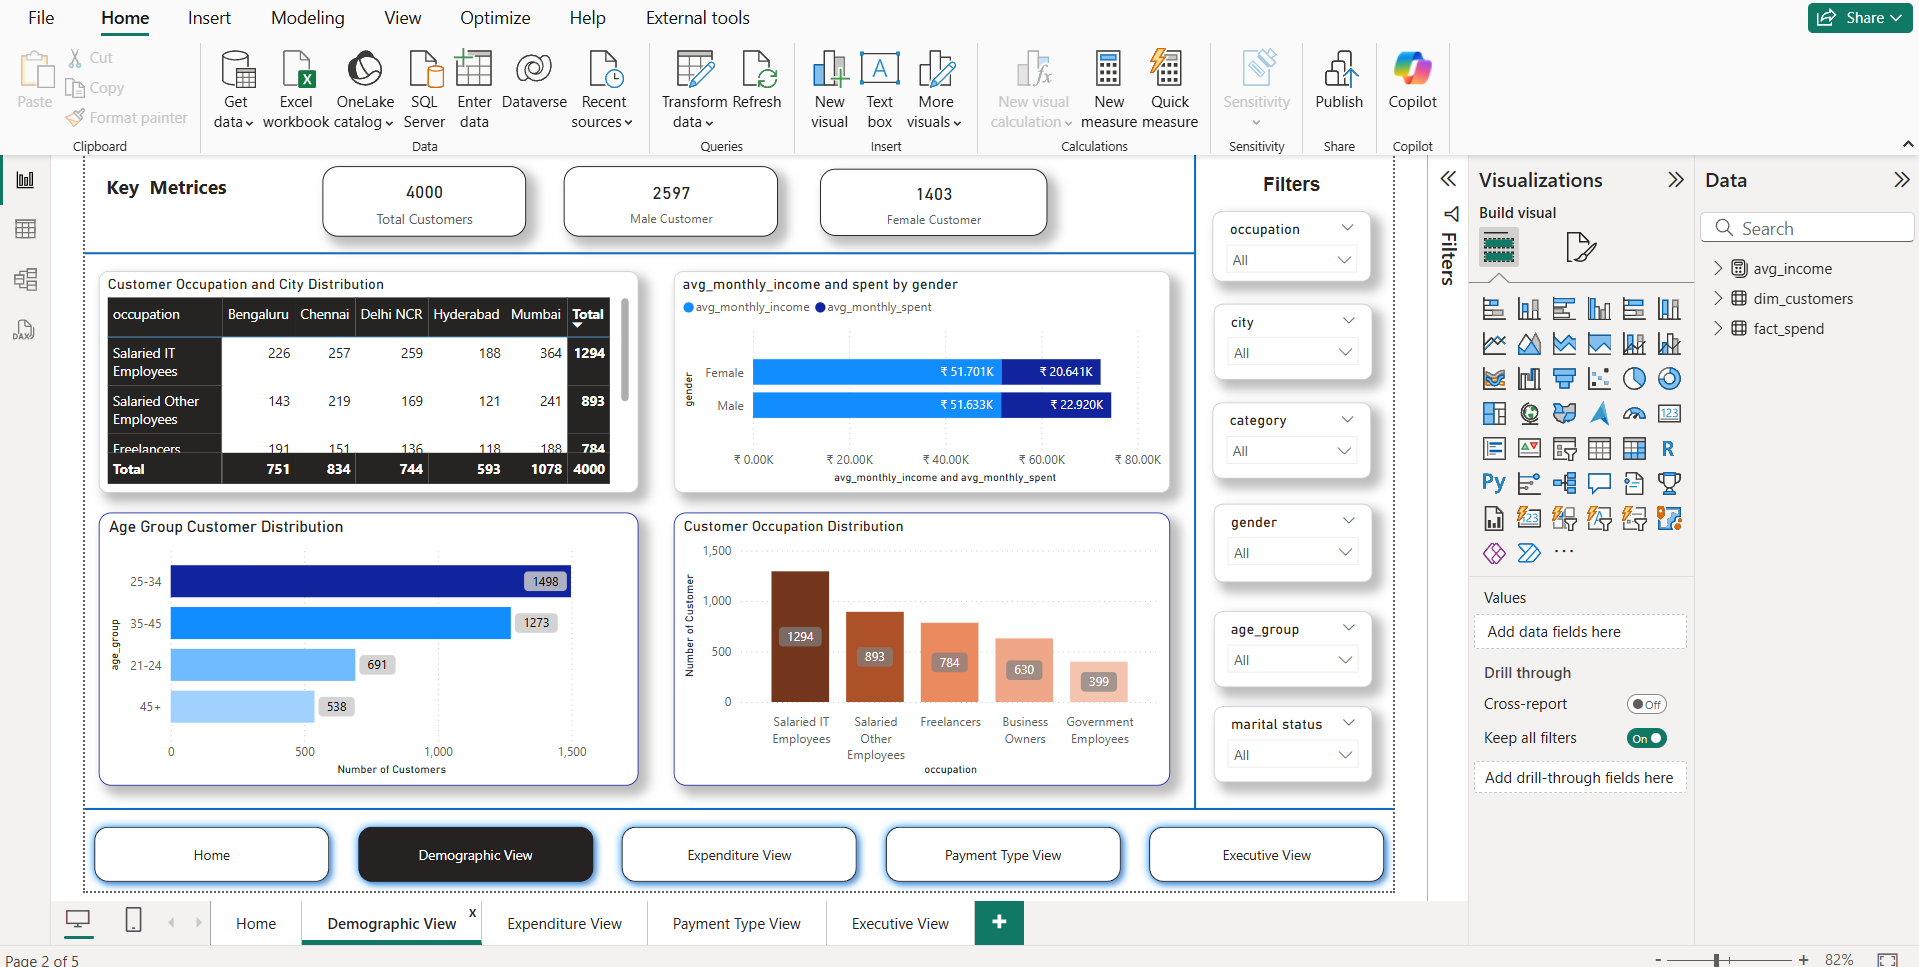 File Home Insert Modeling View Optimize Help External tools Share
Paste
Cut
Copy
Format painter
Clipboard
Get data
Excel workbook
OneLake catalog
SQL Server
Enter data
Dataverse
Recent sources
Data
Transform data
Refresh
Queries
New visual
Text box
More visuals
Insert
New visual calculation
New measure
Quick measure
Calculations
Sensitivity
Sensitivity
Publish
Share
Copilot
Copilot
Key Metrices
4000
Total Customers
2597
Male Customer
1403
Female Customer
Customer Occupation and City Distribution
occupation Bengaluru Chennai Delhi NCR Hyderabad Mumbai Total
Salaried IT Employees 226 257 259 188 364 1294
Salaried Other Employees 143 219 169 121 241 893
Freelancers 191 151 136 118 188 784
Total 751 834 744 593 1078 4000
avg_monthly_income and spent by gender
avg_monthly_income avg_monthly_spent
gender
Female ₹ 51.701K ₹ 20.641K
Male ₹ 51.633K ₹ 22.920K
₹ 0.00K ₹ 20.00K ₹ 40.00K ₹ 60.00K ₹ 80.00K
avg_monthly_income and avg_monthly_spent
Age Group Customer Distribution
age_group
25-34 1498
35-45 1273
21-24 691
45+ 538
0 500 1,000 1,500
Number of Customers
Customer Occupation Distribution
Number of Customer
1,500
1,000
500
0
1294 893 784 630 399
Salaried IT Employees
Salaried Other Employees
Freelancers
Business Owners
Government Employees
occupation
Filters
occupation
All
city
All
category
All
gender
All
age_group
All
marital status
All
Home Demographic View Expenditure View Payment Type View Executive View
Filters
Visualizations
Build visual
123
R
Py
123
Values
Add data fields here
Drill through
Cross-report Off
Keep all filters On
Add drill-through fields here
Data
Search
avg_income
dim_customers
fact_spend
DAX
Home Demographic View x Expenditure View Payment Type View Executive View +
Page 2 of 5
- + 82%